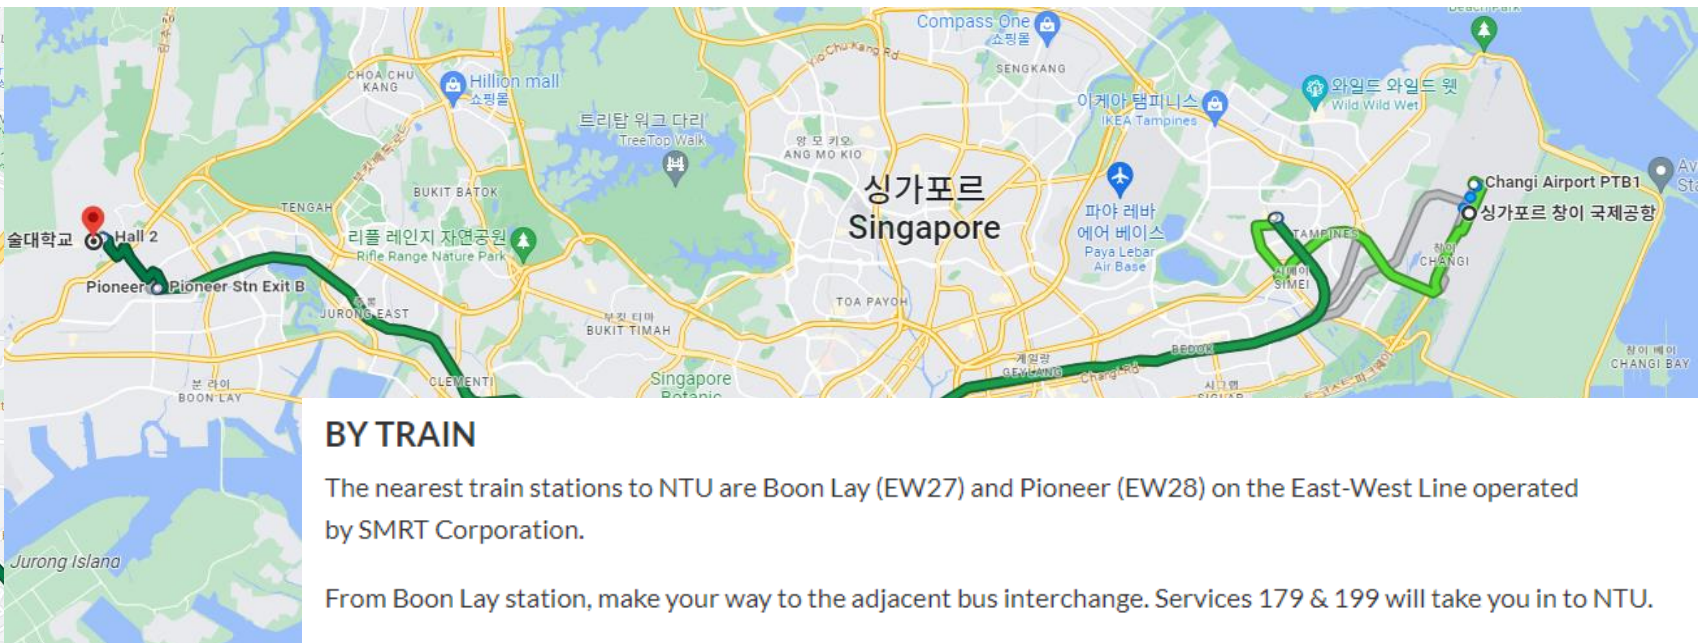 Beach Park
Compass One
쇼핑몰
Yio Chu Kang Rd
SENGKANG
CHOA CHU
KANG
Hillion mall
쇼핑몰
와일드 와일드 웻
Wild Wild Wet
이케아 탬피니스
IKEA Tampines
트리탑 워크 다리
TreeTop Walk
앙 모 키오
ANG MO KIO
싱가포르
Singapore
BUKIT BATOK
TENGAH
파야 레바
에어 베이스
Paya Lebar
Air Base
Changi Airport PTB1
싱가포르 창이 국제공항
술대학교
Hall 2
리플 레인지 자연공원
Rifle Range Nature Park
TAMPINES
창이
CHANGI
시메이
SIMEI
Pioneer
Pioneer Stn Exit B
주롱
JURONG EAST
TOA PAYOH
부킷 티마
BUKIT TIMAH
BEDOK
게일랑
GEYLANG
Changi Rd
창이 베이
CHANGI BAY
분 라이
BOON LAY
CLEMENTI
Singapore
Botanic
시그랩
SIGLAP
BY TRAIN
The nearest train stations to NTU are Boon Lay (EW27) and Pioneer (EW28) on the East-West Line operated
by SMRT Corporation.
Jurong Island
From Boon Lay station, make your way to the adjacent bus interchange. Services 179 & 199 will take you in to NTU.